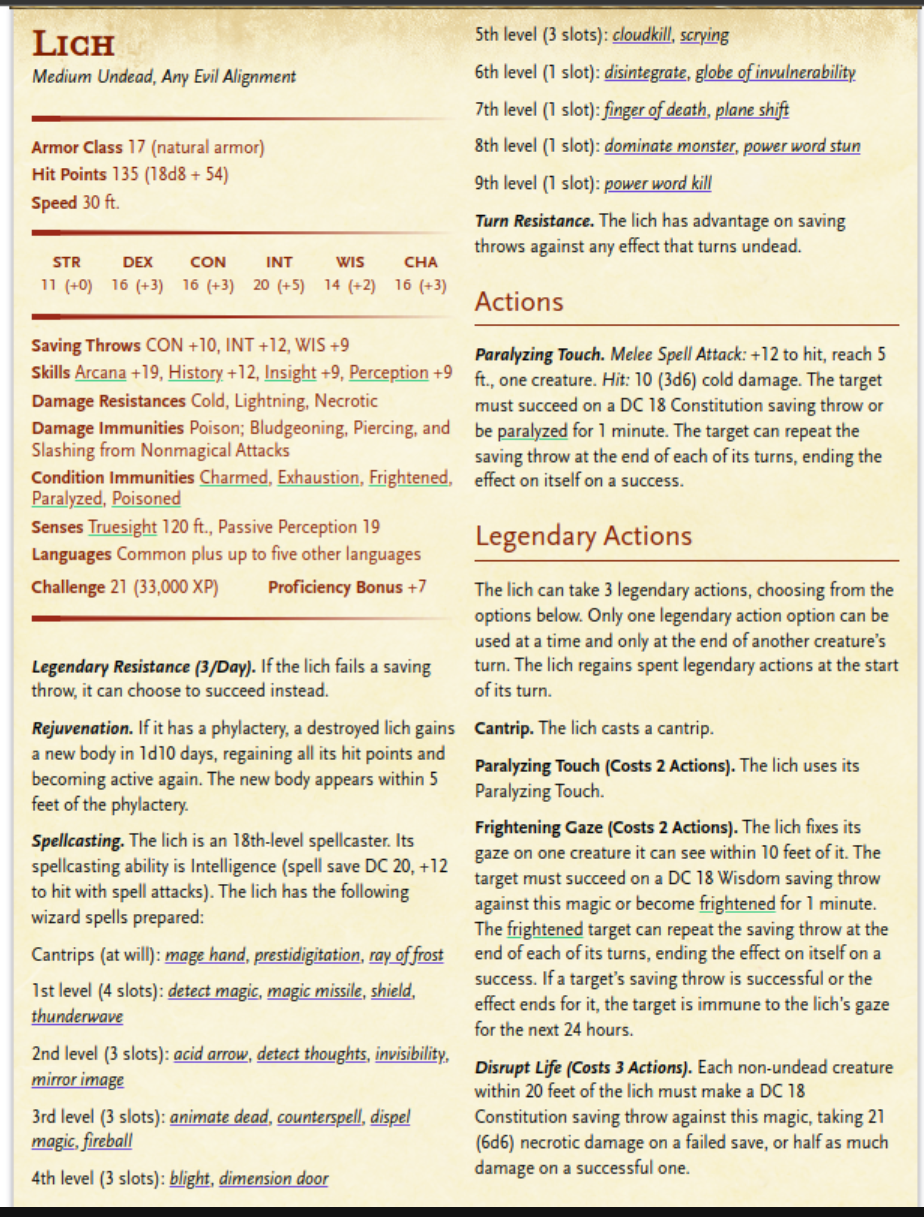 LICH
Medium Undead, Any Evil Alignment
Armor Class 17 (natural armor)
Hit Points 135 (18d8 + 54)
Speed 30 ft.
STR DEX CON INT WIS CHA
11 (+0) 16 (+3) 16 (+3) 20 (+5) 14 (+2) 16 (+3)
Saving Throws CON +10, INT +12, WIS +9
Skills Arcana +19, History +12, Insight +9, Perception +9
Damage Resistances Cold, Lightning, Necrotic
Damage Immunities Poison; Bludgeoning, Piercing, and
Slashing from Nonmagical Attacks
Condition Immunities Charmed, Exhaustion, Frightened,
Paralyzed, Poisoned
Senses Truesight 120 ft., Passive Perception 19
Languages Common plus up to five other languages
Challenge 21 (33,000 XP) Proficiency Bonus +7
Legendary Resistance (3/Day). If the lich fails a saving
throw, it can choose to succeed instead.
Rejuvenation. If it has a phylactery, a destroyed lich gains
a new body in 1d10 days, regaining all its hit points and
becoming active again. The new body appears within 5
feet of the phylactery.
Spellcasting. The lich is an 18th-level spellcaster. Its
spellcasting ability is Intelligence (spell save DC 20, +12
to hit with spell attacks). The lich has the following
wizard spells prepared:
Cantrips (at will): mage hand, prestidigitation, ray of frost
1st level (4 slots): detect magic, magic missile, shield,
thunderwave
2nd level (3 slots): acid arrow, detect thoughts, invisibility,
mirror image
3rd level (3 slots): animate dead, counterspell, dispel
magic, fireball
4th level (3 slots): blight, dimension door
5th level (3 slots): cloudkill, scrying
6th level (1 slot): disintegrate, globe of invulnerability
7th level (1 slot): finger of death, plane shift
8th level (1 slot): dominate monster, power word stun
9th level (1 slot): power word kill
Turn Resistance. The lich has advantage on saving
throws against any effect that turns undead.
Actions
Paralyzing Touch. Melee Spell Attack: +12 to hit, reach 5
ft., one creature. Hit: 10 (3d6) cold damage. The target
must succeed on a DC 18 Constitution saving throw or
be paralyzed for 1 minute. The target can repeat the
saving throw at the end of each of its turns, ending the
effect on itself on a success.
Legendary Actions
The lich can take 3 legendary actions, choosing from the
options below. Only one legendary action option can be
used at a time and only at the end of another creature's
turn. The lich regains spent legendary actions at the start
of its turn.
Cantrip. The lich casts a cantrip.
Paralyzing Touch (Costs 2 Actions). The lich uses its
Paralyzing Touch.
Frightening Gaze (Costs 2 Actions). The lich fixes its
gaze on one creature it can see within 10 feet of it. The
target must succeed on a DC 18 Wisdom saving throw
against this magic or become frightened for 1 minute.
The frightened target can repeat the saving throw at the
end of each of its turns, ending the effect on itself on a
success. If a target's saving throw is successful or the
effect ends for it, the target is immune to the lich's gaze
for the next 24 hours.
Disrupt Life (Costs 3 Actions). Each non-undead creature
within 20 feet of the lich must make a DC 18
Constitution saving throw against this magic, taking 21
(6d6) necrotic damage on a failed save, or half as much
damage on a successful one.